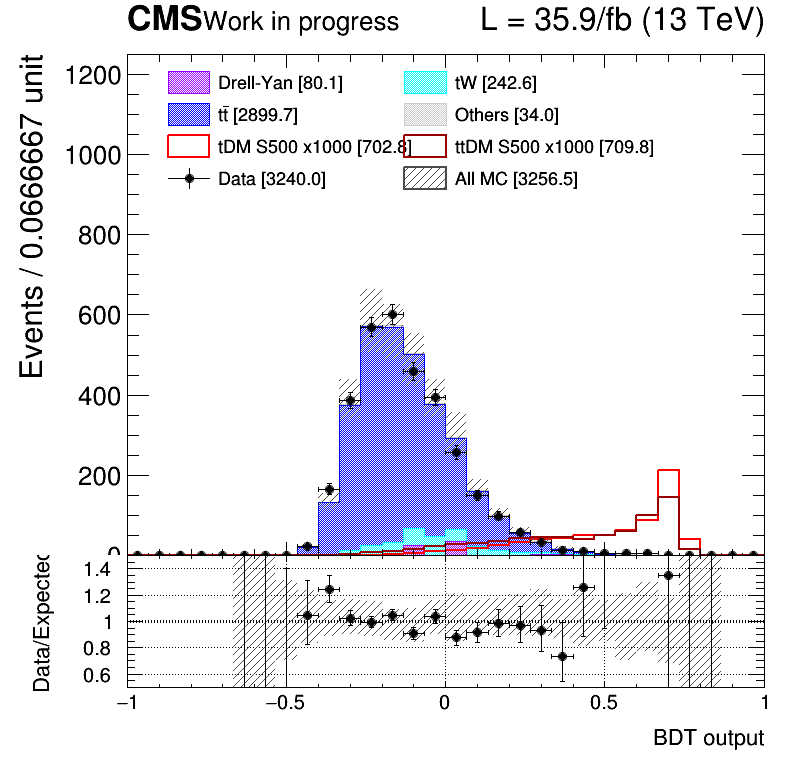 CMS Work in progress L = 35.9/fb (13 TeV)
Events / 0.0666667 unit
1200
1000
800
600
400
200
0
Drell-Yan [80.1] tW [242.6]
tt̄ [2899.7] Others [34.0]
tDM S500 x1000 [702.8] ttDM S500 x1000 [709.8]
Data [3240.0] All MC [3256.5]
Data/Expected
1.4
1.2
1
0.8
0.6
−1 −0.5 0 0.5 1
BDT output